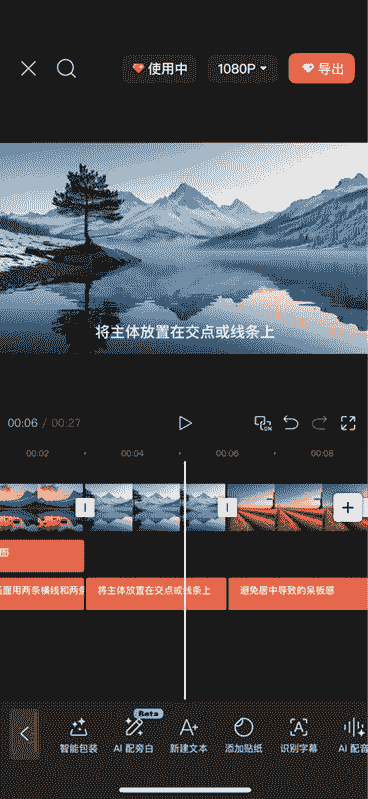 使用中
1080P
导出
将主体放置在交点或线条上
00:06 / 00:27
ON
00:02
00:04
00:06
00:08
图
画面用两条横线和两条
将主体放置在交点或线条上
避免居中导致的呆板感
Beta
智能包装
AI 配旁白
新建文本
添加贴纸
识别字幕
AI 配音